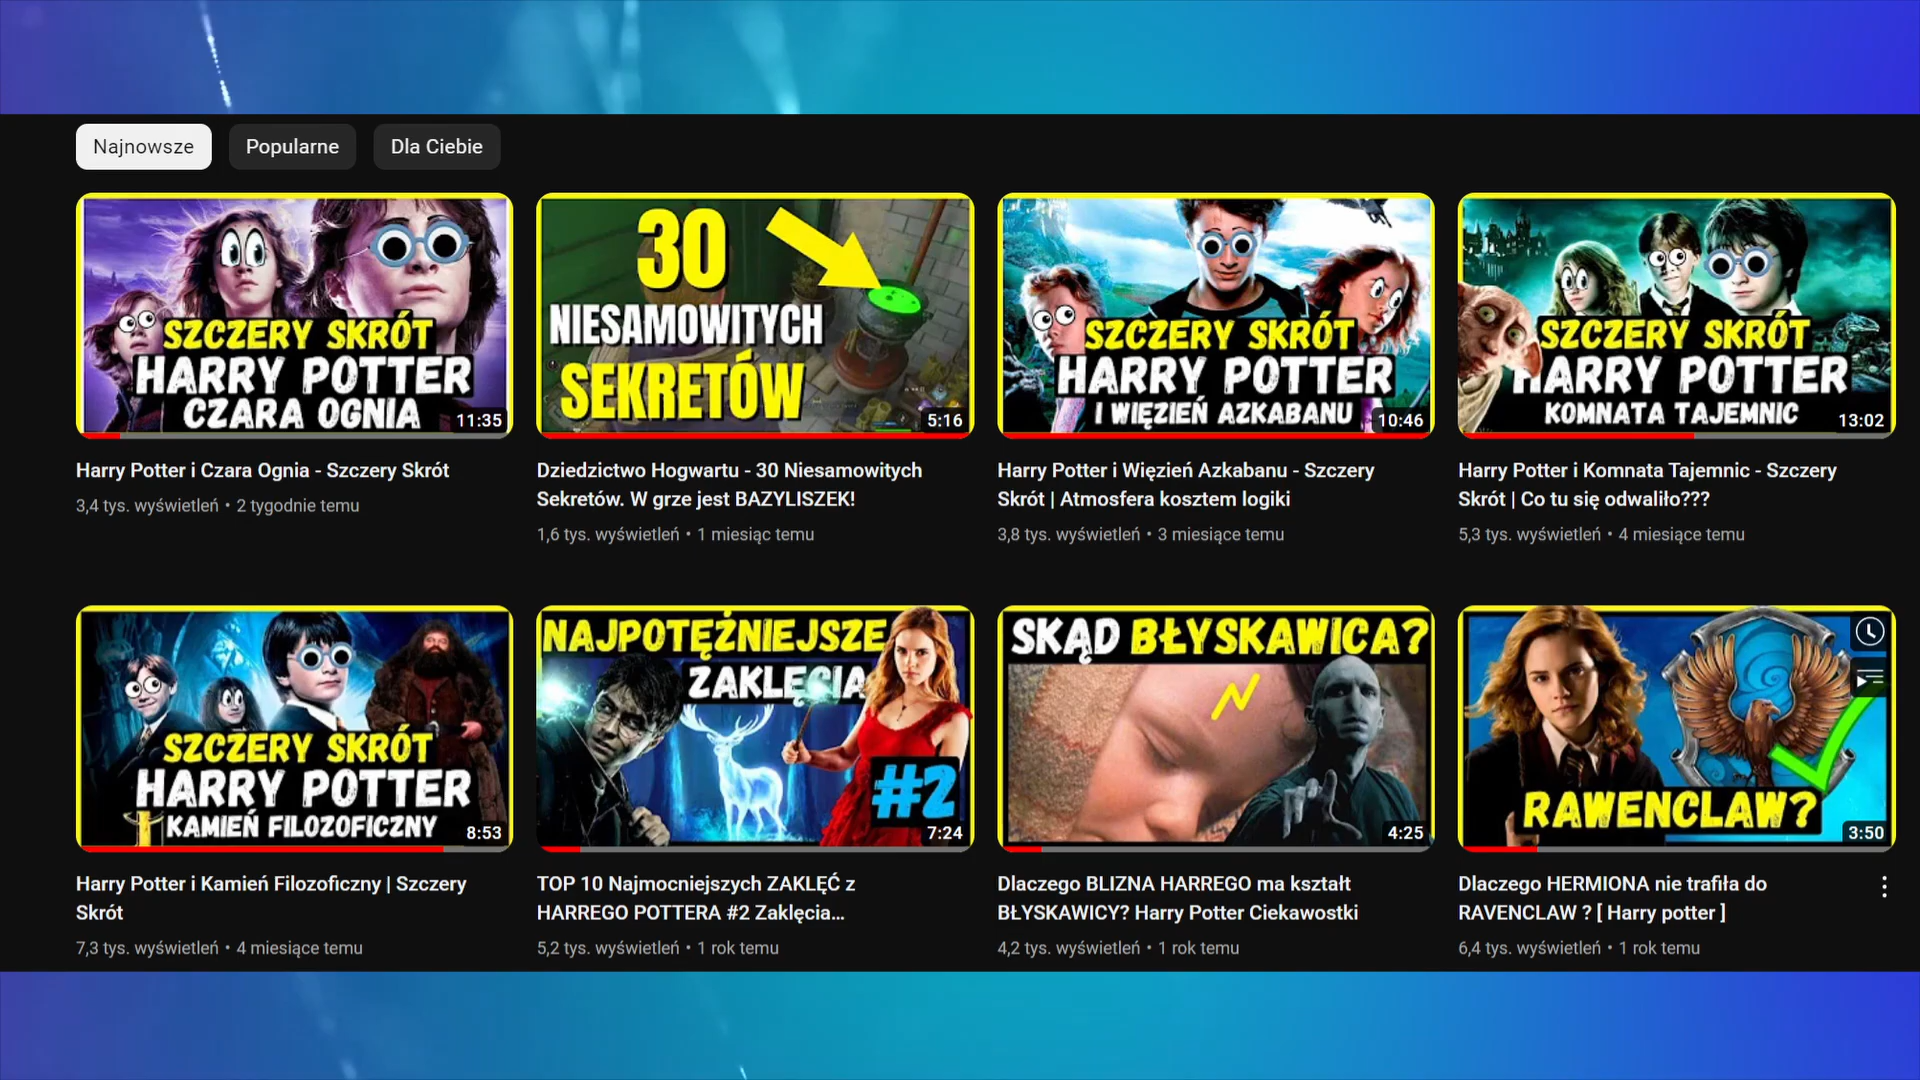 Najnowsze
Popularne
Dla Ciebie
SZCZERY SKRÓT
HARRY POTTER
CZARA OGNIA
11:35
30
NIESAMOWITYCH
SEKRETÓW
5:16
SZCZERY SKRÓT
HARRY POTTER
I WIĘZIEŃ AZKABANU
10:46
SZCZERY SKRÓT
HARRY POTTER
KOMNATA TAJEMNIC
13:02
Harry Potter i Czara Ognia - Szczery Skrót
3,4 tys. wyświetleń • 2 tygodnie temu
Dziedzictwo Hogwartu - 30 Niesamowitych
Sekretów. W grze jest BAZYLISZEK!
1,6 tys. wyświetleń • 1 miesiąc temu
Harry Potter i Więzień Azkabanu - Szczery
Skrót | Atmosfera kosztem logiki
3,8 tys. wyświetleń • 3 miesiące temu
Harry Potter i Komnata Tajemnic - Szczery
Skrót | Co tu się odwaliło???
5,3 tys. wyświetleń • 4 miesiące temu
SZCZERY SKRÓT
HARRY POTTER
KAMIEŃ FILOZOFICZNY
8:53
NAJPOTĘŻNIEJSZE
ZAKLĘCIA
#2
7:24
SKĄD BŁYSKAWICA?
4:25
RAWENCLAW?
3:50
Harry Potter i Kamień Filozoficzny | Szczery
Skrót
7,3 tys. wyświetleń • 4 miesiące temu
TOP 10 Najmocniejszych ZAKLĘĆ z
HARREGO POTTERA #2 Zaklęcia...
5,2 tys. wyświetleń • 1 rok temu
Dlaczego BLIZNA HARREGO ma kształt
BŁYSKAWICY? Harry Potter Ciekawostki
4,2 tys. wyświetleń • 1 rok temu
Dlaczego HERMIONA nie trafiła do
RAVENCLAW ? [ Harry potter ]
6,4 tys. wyświetleń • 1 rok temu